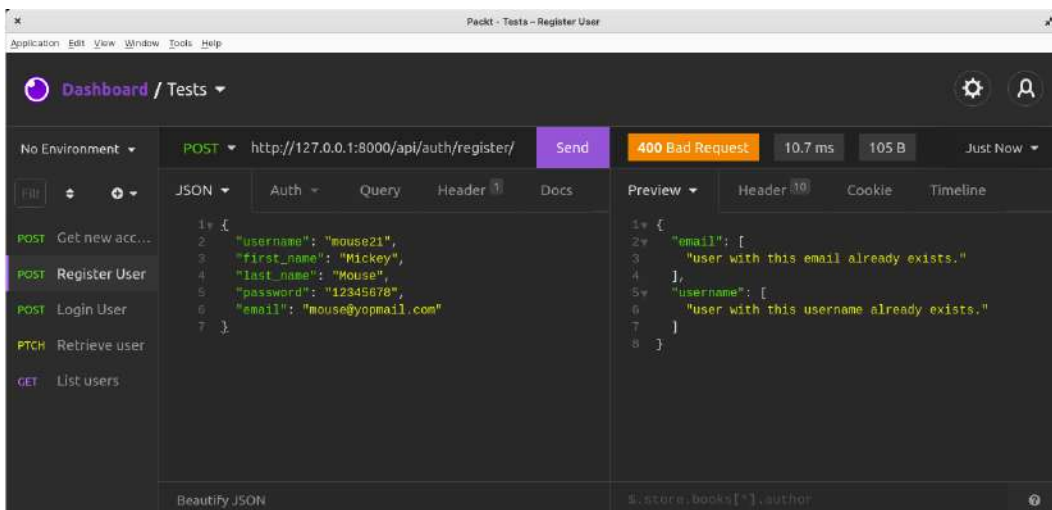 Packt - Tests – Register User
Application Edit View Window Tools Help
Dashboard / Tests
No Environment
POST http://127.0.0.1:8000/api/auth/register/ Send
400 Bad Request 10.7 ms 105 B Just Now
JSON Auth Query Header 1 Docs
Preview Header 10 Cookie Timeline
POST Get new acc...
POST Register User
POST Login User
PTCH Retrieve user
GET List users
1 {
2 "username": "mouse21",
3 "first_name": "Mickey",
4 "last_name": "Mouse",
5 "password": "12345678",
6 "email": "mouse@yopmail.com"
7 }
1 {
2 "email": [
3 "user with this email already exists."
4 ],
5 "username": [
6 "user with this username already exists."
7 ]
8 }
Beautify JSON
$.store.books[*].author